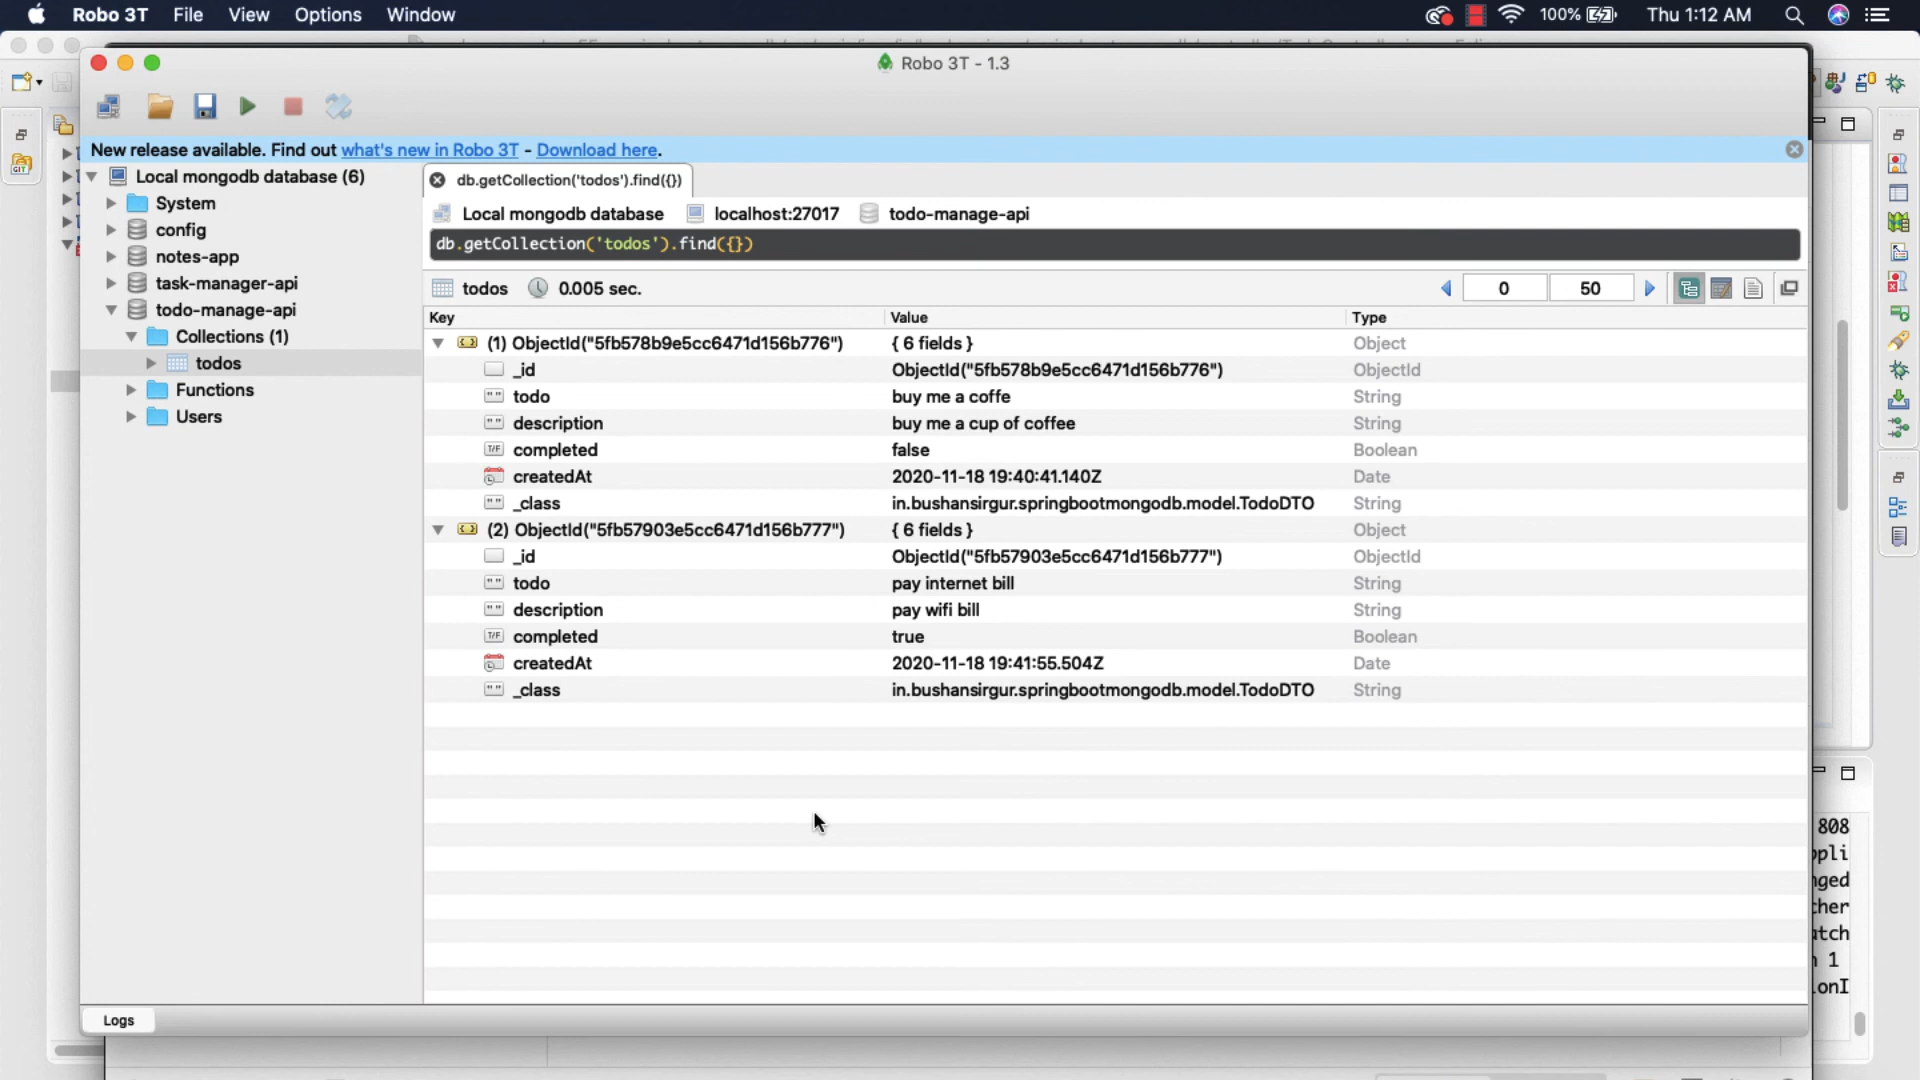 Robo 3T File View Options Window 100% Thu 1:12 AM
Robo 3T - 1.3
New release available. Find out what's new in Robo 3T - Download here.
Local mongodb database (6)
System
config
notes-app
task-manager-api
todo-manage-api
Collections (1)
todos
Functions
Users
db.getCollection('todos').find({})
Local mongodb database localhost:27017 todo-manage-api
db.getCollection('todos').find({})
todos 0.005 sec. 0 50
Key Value Type
(1) ObjectId("5fb578b9e5cc6471d156b776") { 6 fields } Object
_id ObjectId("5fb578b9e5cc6471d156b776") ObjectId
todo buy me a coffe String
description buy me a cup of coffee String
completed false Boolean
createdAt 2020-11-18 19:40:41.140Z Date
_class in.bushansirgur.springbootmongodb.model.TodoDTO String
(2) ObjectId("5fb57903e5cc6471d156b777") { 6 fields } Object
_id ObjectId("5fb57903e5cc6471d156b777") ObjectId
todo pay internet bill String
description pay wifi bill String
completed true Boolean
createdAt 2020-11-18 19:41:55.504Z Date
_class in.bushansirgur.springbootmongodb.model.TodoDTO String
808
ppli
nged
cher
atch
1
onI
Logs